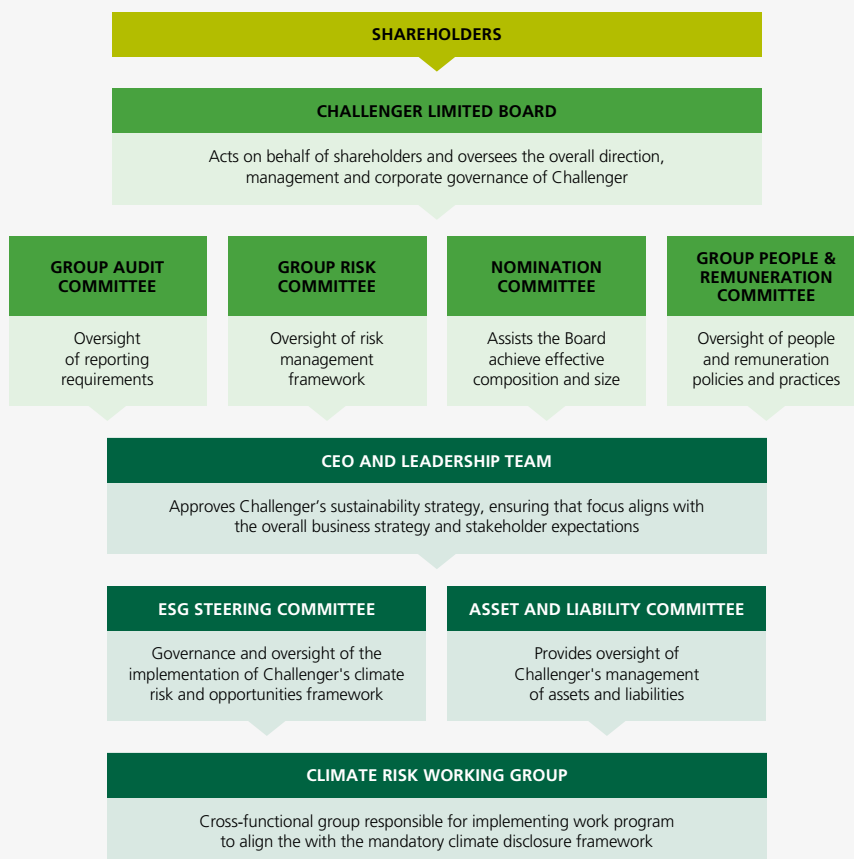 SHAREHOLDERS
CHALLENGER LIMITED BOARD
Acts on behalf of shareholders and oversees the overall direction,
management and corporate governance of Challenger
GROUP AUDIT
COMMITTEE
Oversight
of reporting
requirements
GROUP RISK
COMMITTEE
Oversight of risk
management
framework
NOMINATION
COMMITTEE
Assists the Board
achieve effective
composition and size
GROUP PEOPLE &
REMUNERATION
COMMITTEE
Oversight of people
and remuneration
policies and practices
CEO AND LEADERSHIP TEAM
Approves Challenger’s sustainability strategy, ensuring that focus aligns with
the overall business strategy and stakeholder expectations
ESG STEERING COMMITTEE
Governance and oversight of the
implementation of Challenger's climate
risk and opportunities framework
ASSET AND LIABILITY COMMITTEE
Provides oversight of
Challenger's management
of assets and liabilities
CLIMATE RISK WORKING GROUP
Cross-functional group responsible for implementing work program
to align the with the mandatory climate disclosure framework